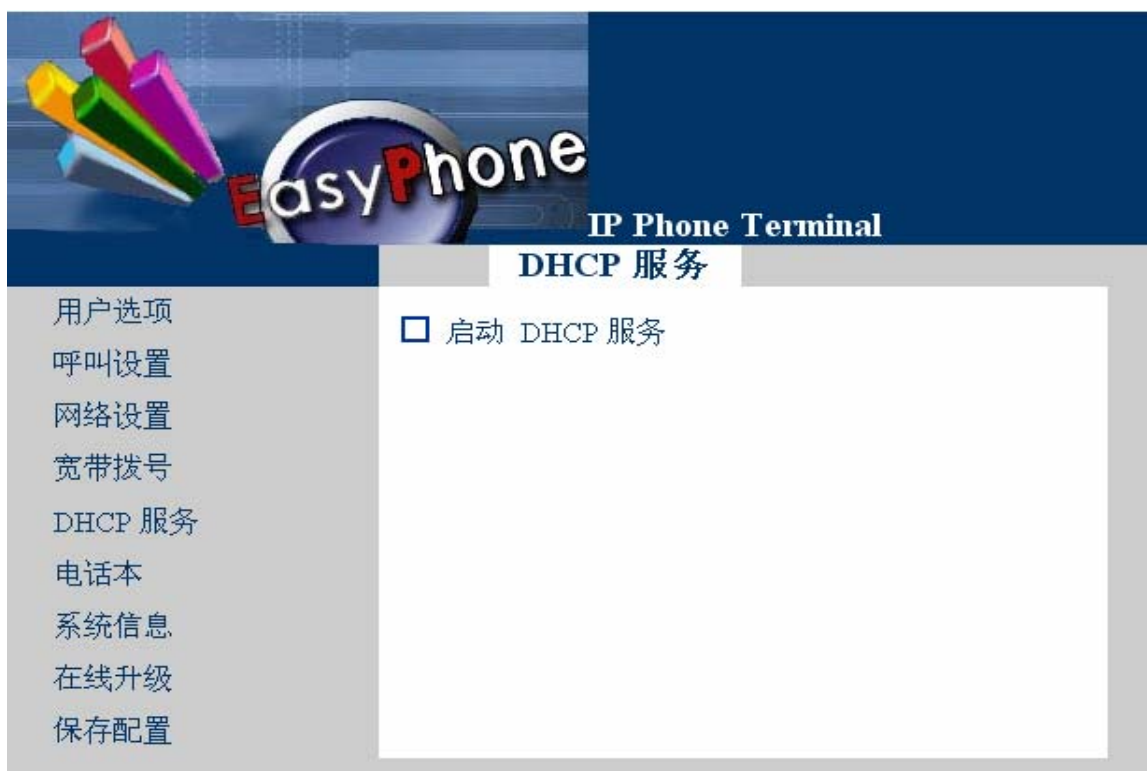 EasyPhone
IP Phone Terminal
DHCP 服务
用户选项
呼叫设置
网络设置
宽带拨号
DHCP 服务
电话本
系统信息
在线升级
保存配置
启动 DHCP 服务